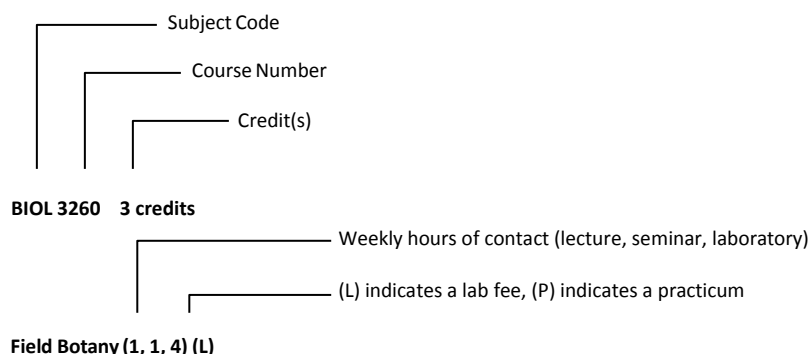 Subject Code
Course Number
Credit(s)
BIOL 3260 3 credits
Weekly hours of contact (lecture, seminar, laboratory)
(L) indicates a lab fee, (P) indicates a practicum
Field Botany (1, 1, 4) (L)